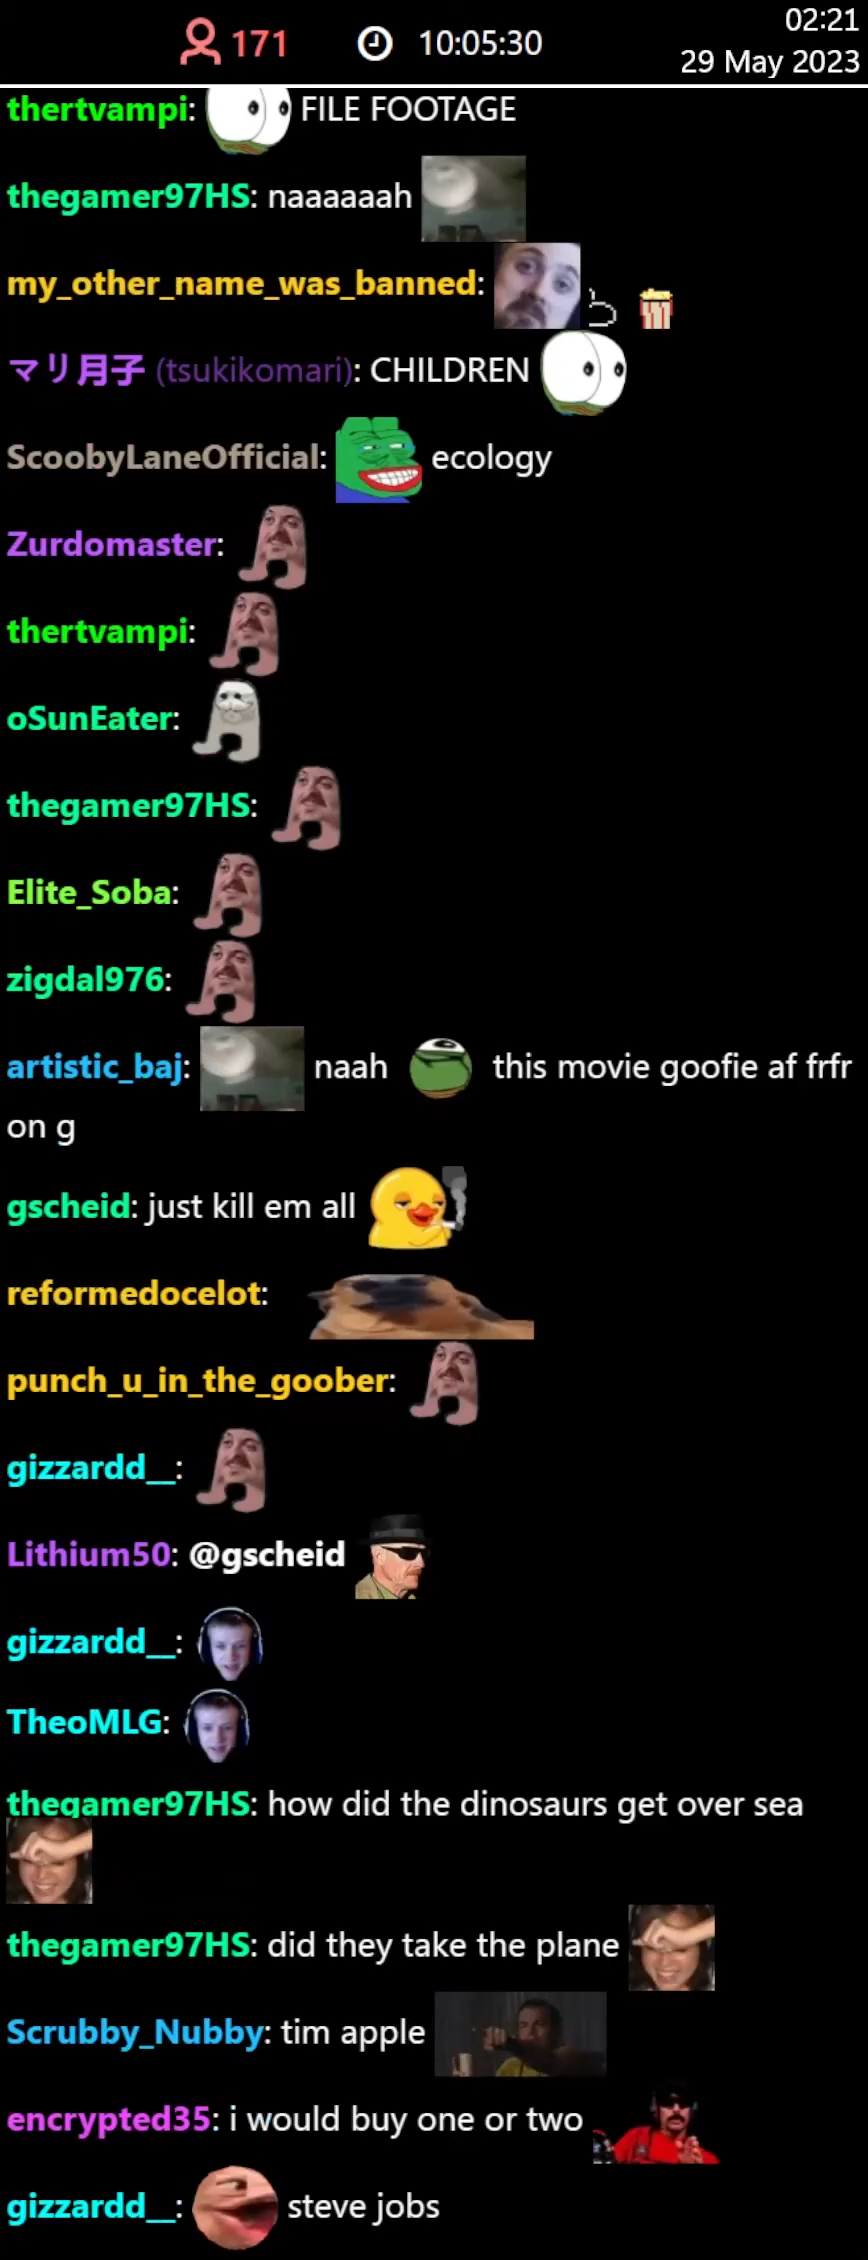 171 10:05:30 02:21
29 May 2023
thertvampi: FILE FOOTAGE
thegamer97HS: naaaaaah
my_other_name_was_banned:
マリ月子 (tsukikomari): CHILDREN
ScoobyLaneOfficial: ecology
Zurdomaster:
thertvampi:
oSunEater:
thegamer97HS:
Elite_Soba:
zigdal976:
artistic_baj: naah this movie goofie af frfr
on g
gscheid: just kill em all
reformedocelot:
punch_u_in_the_goober:
gizzardd__:
Lithium50: @gscheid
gizzardd__:
TheoMLG:
thegamer97HS: how did the dinosaurs get over sea
thegamer97HS: did they take the plane
Scrubby_Nubby: tim apple
encrypted35: i would buy one or two
gizzardd__: steve jobs